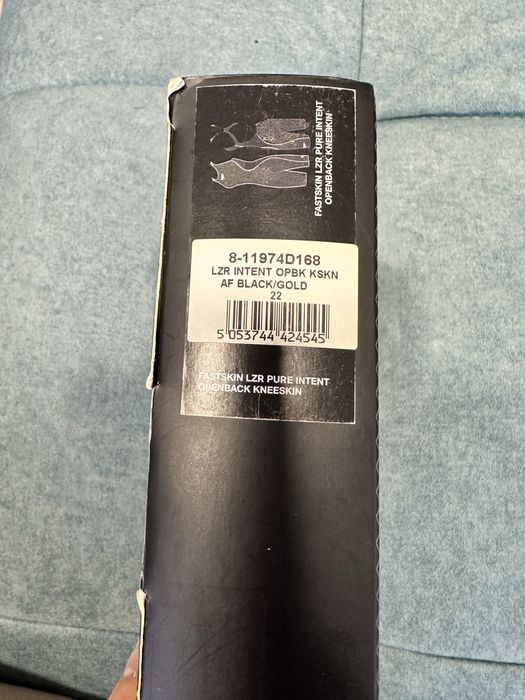 FASTSKIN LZR PURE INTENT
OPENBACK KNEESKIN
8-11974D168
LZR INTENT OPBK KSKN
AF BLACK/GOLD
22
5 053744 424545
FASTSKIN LZR PURE INTENT
OPENBACK KNEESKIN